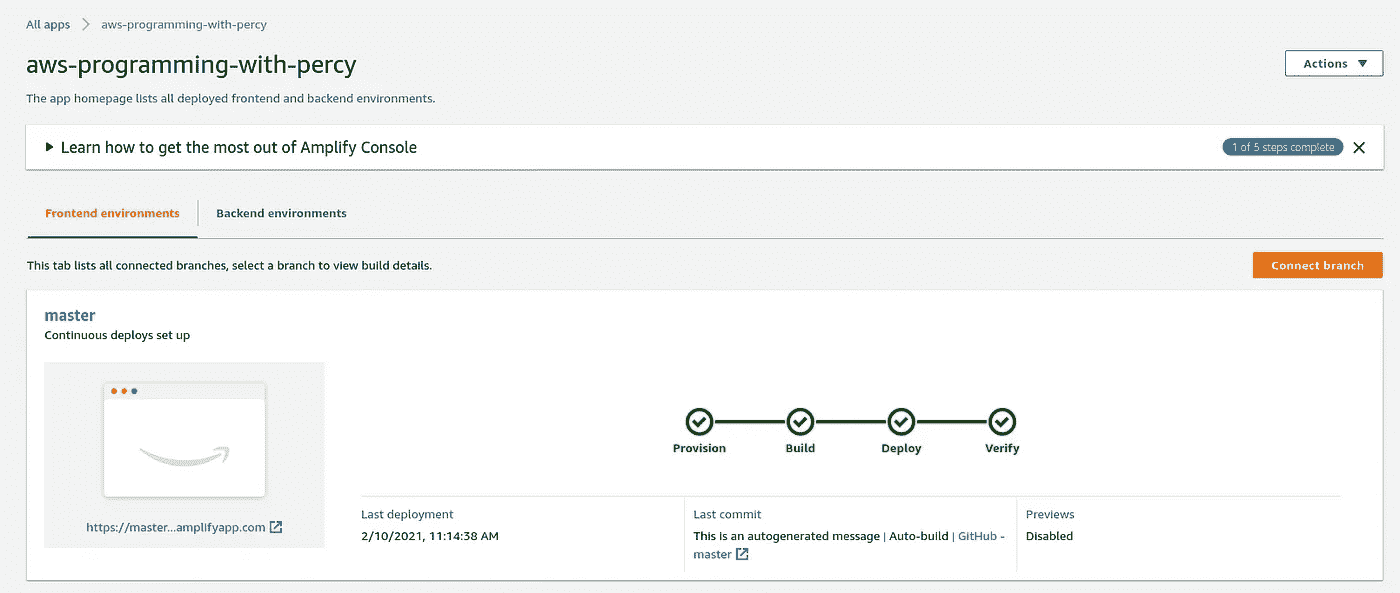 All apps > aws-programming-with-percy
aws-programming-with-percy
Actions
The app homepage lists all deployed frontend and backend environments.
Learn how to get the most out of Amplify Console
1 of 5 steps complete
Frontend environments
Backend environments
This tab lists all connected branches, select a branch to view build details.
Connect branch
master
Continuous deploys set up
Provision
Build
Deploy
Verify
https://master...amplifyapp.com
Last deployment
2/10/2021, 11:14:38 AM
Last commit
This is an autogenerated message | Auto-build | GitHub -
master
Previews
Disabled